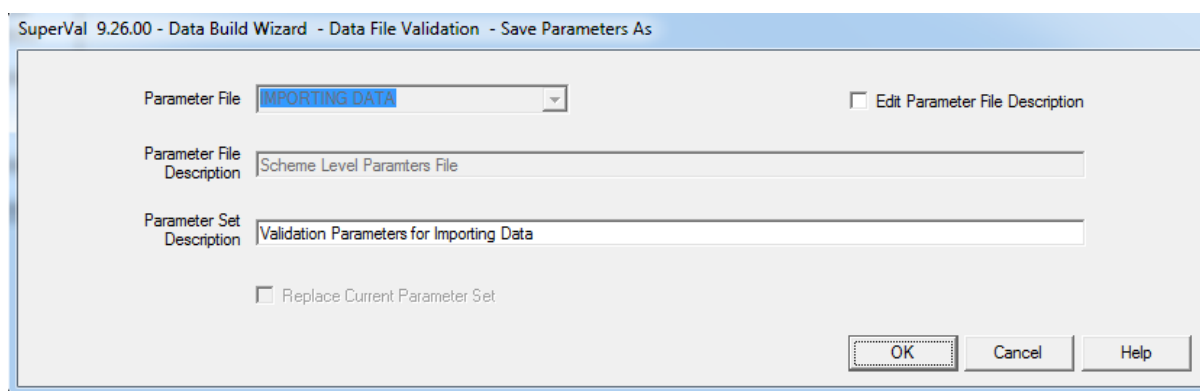 SuperVal 9.26.00 - Data Build Wizard - Data File Validation - Save Parameters As
Parameter File IMPORTING DATA Edit Parameter File Description
Parameter File
Description Scheme Level Paramters File
Parameter Set
Description Validation Parameters for Importing Data
Replace Current Parameter Set
OK Cancel Help